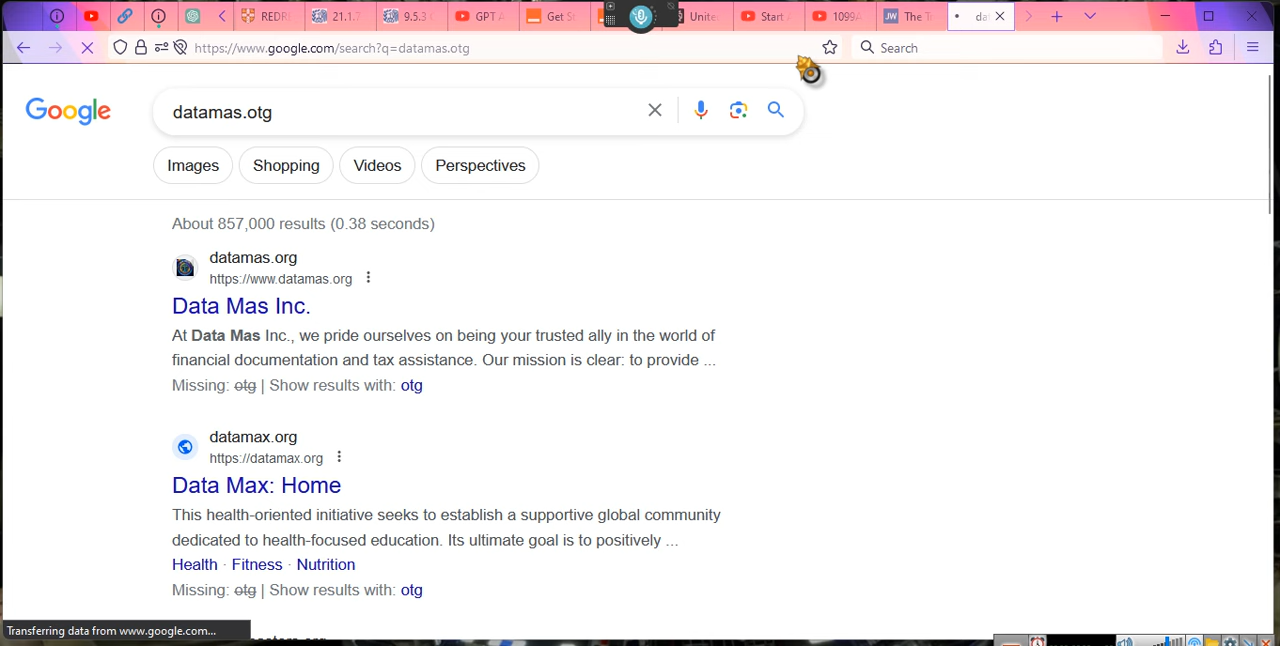 REDR
21.1.
9.5.3
GPT
Get S
Unite
Start
1099
The T
da
https://www.google.com/search?q=datamas.otg
Search
Google
datamas.otg
Images
Shopping
Videos
Perspectives
About 857,000 results (0.38 seconds)
datamas.org
https://www.datamas.org
Data Mas Inc.
At Data Mas Inc., we pride ourselves on being your trusted ally in the world of
financial documentation and tax assistance. Our mission is clear: to provide ...
Missing: otg | Show results with: otg
datamax.org
https://datamax.org
Data Max: Home
This health-oriented initiative seeks to establish a supportive global community
dedicated to health-focused education. Its ultimate goal is to positively ...
Health · Fitness · Nutrition
Missing: otg | Show results with: otg
Transferring data from www.google.com...